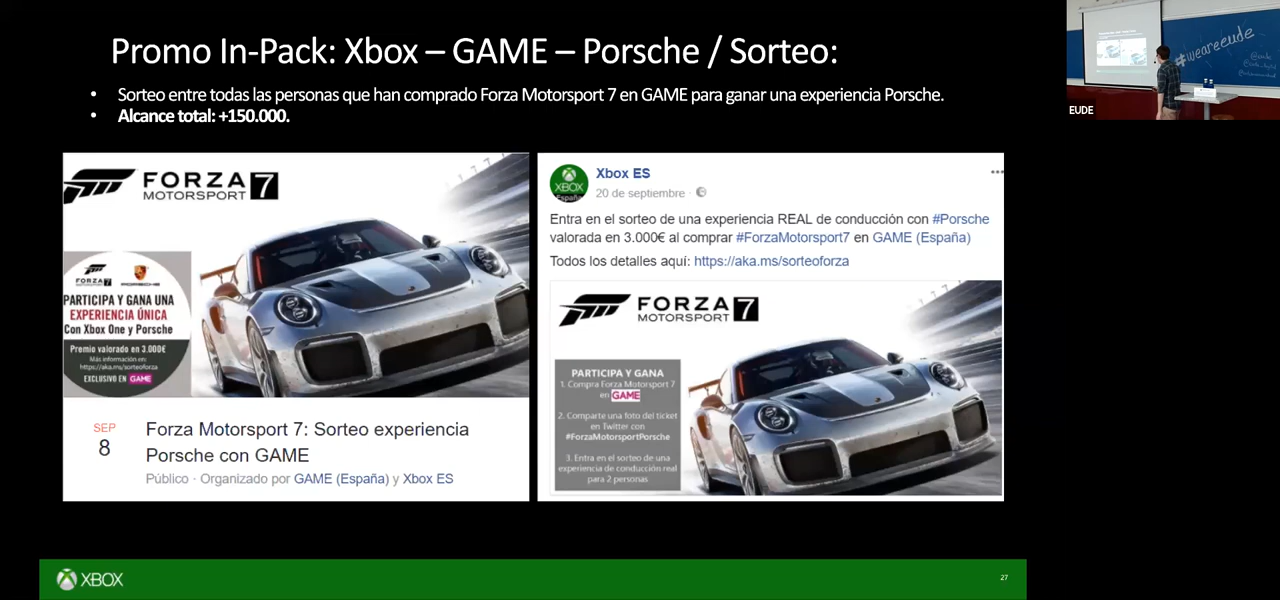 Promo In-Pack: Xbox – GAME – Porsche / Sorteo:
• Sorteo entre todas las personas que han comprado Forza Motorsport 7 en GAME para ganar una experiencia Porsche.
• Alcance total: +150.000.
#weareeude
EUDE
FORZA 7
MOTORSPORT
FORZA 7
MOTORSPORT
PORSCHE
PARTICIPA Y GANA UNA
EXPERIENCIA ÚNICA
Con Xbox One y Porsche
Premio valorado en 3.000€
Más información en:
https://aka.ms/sorteoforza
EXCLUSIVO EN GAME
SEP
8
Forza Motorsport 7: Sorteo experiencia
Porsche con GAME
Público · Organizado por GAME (España) y Xbox ES
XBOX
España
Xbox ES
20 de septiembre ·
Entra en el sorteo de una experiencia REAL de conducción con #Porsche
valorada en 3.000€ al comprar #ForzaMotorsport7 en GAME (España)
Todos los detalles aquí: https://aka.ms/sorteoforza
FORZA 7
MOTORSPORT
PARTICIPA Y GANA
1. Compra Forza Motorsport 7
en GAME
2. Comparte una foto del ticket
en Twitter con
#ForzaMotorsportPorsche
3. Entra en el sorteo de una
experiencia de conducción real
para 2 personas
XBOX
27